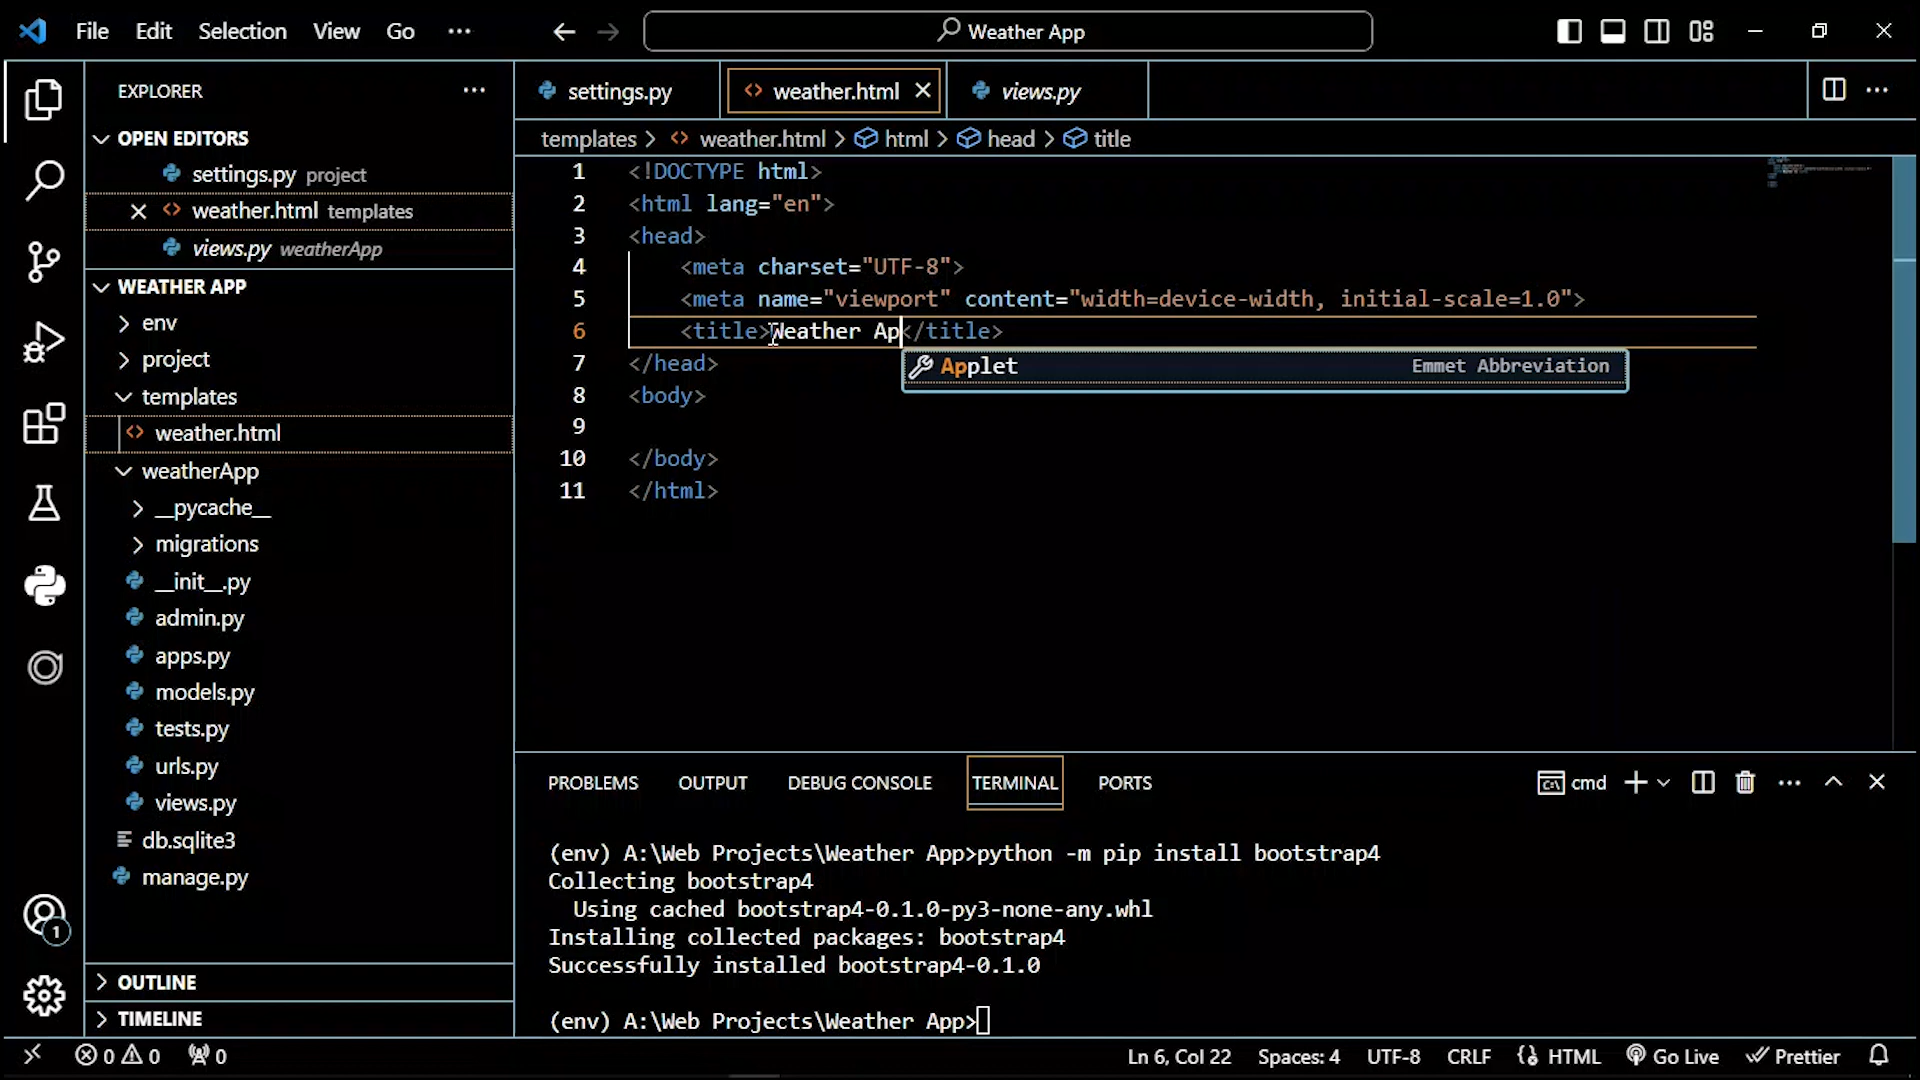 File Edit Selection View Go ···
Weather App
EXPLORER ···
OPEN EDITORS
settings.py project
weather.html templates
views.py weatherApp
WEATHER APP
env
project
templates
weather.html
weatherApp
__pycache__
migrations
__init__.py
admin.py
apps.py
models.py
tests.py
urls.py
views.py
db.sqlite3
manage.py
OUTLINE
TIMELINE
1
settings.py weather.html views.py
templates > weather.html > html > head > title
1 <!DOCTYPE html>
2 <html lang="en">
3 <head>
4 <meta charset="UTF-8">
5 <meta name="viewport" content="width=device-width, initial-scale=1.0">
6 <title>Weather Ap</title>
7 </head>
8 <body>
9
10 </body>
11 </html>
Applet Emmet Abbreviation
PROBLEMS OUTPUT DEBUG CONSOLE TERMINAL PORTS cmd
(env) A:\Web Projects\Weather App>python -m pip install bootstrap4
Collecting bootstrap4
Using cached bootstrap4-0.1.0-py3-none-any.whl
Installing collected packages: bootstrap4
Successfully installed bootstrap4-0.1.0
(env) A:\Web Projects\Weather App>
0 0 0 Ln 6, Col 22 Spaces: 4 UTF-8 CRLF HTML Go Live Prettier